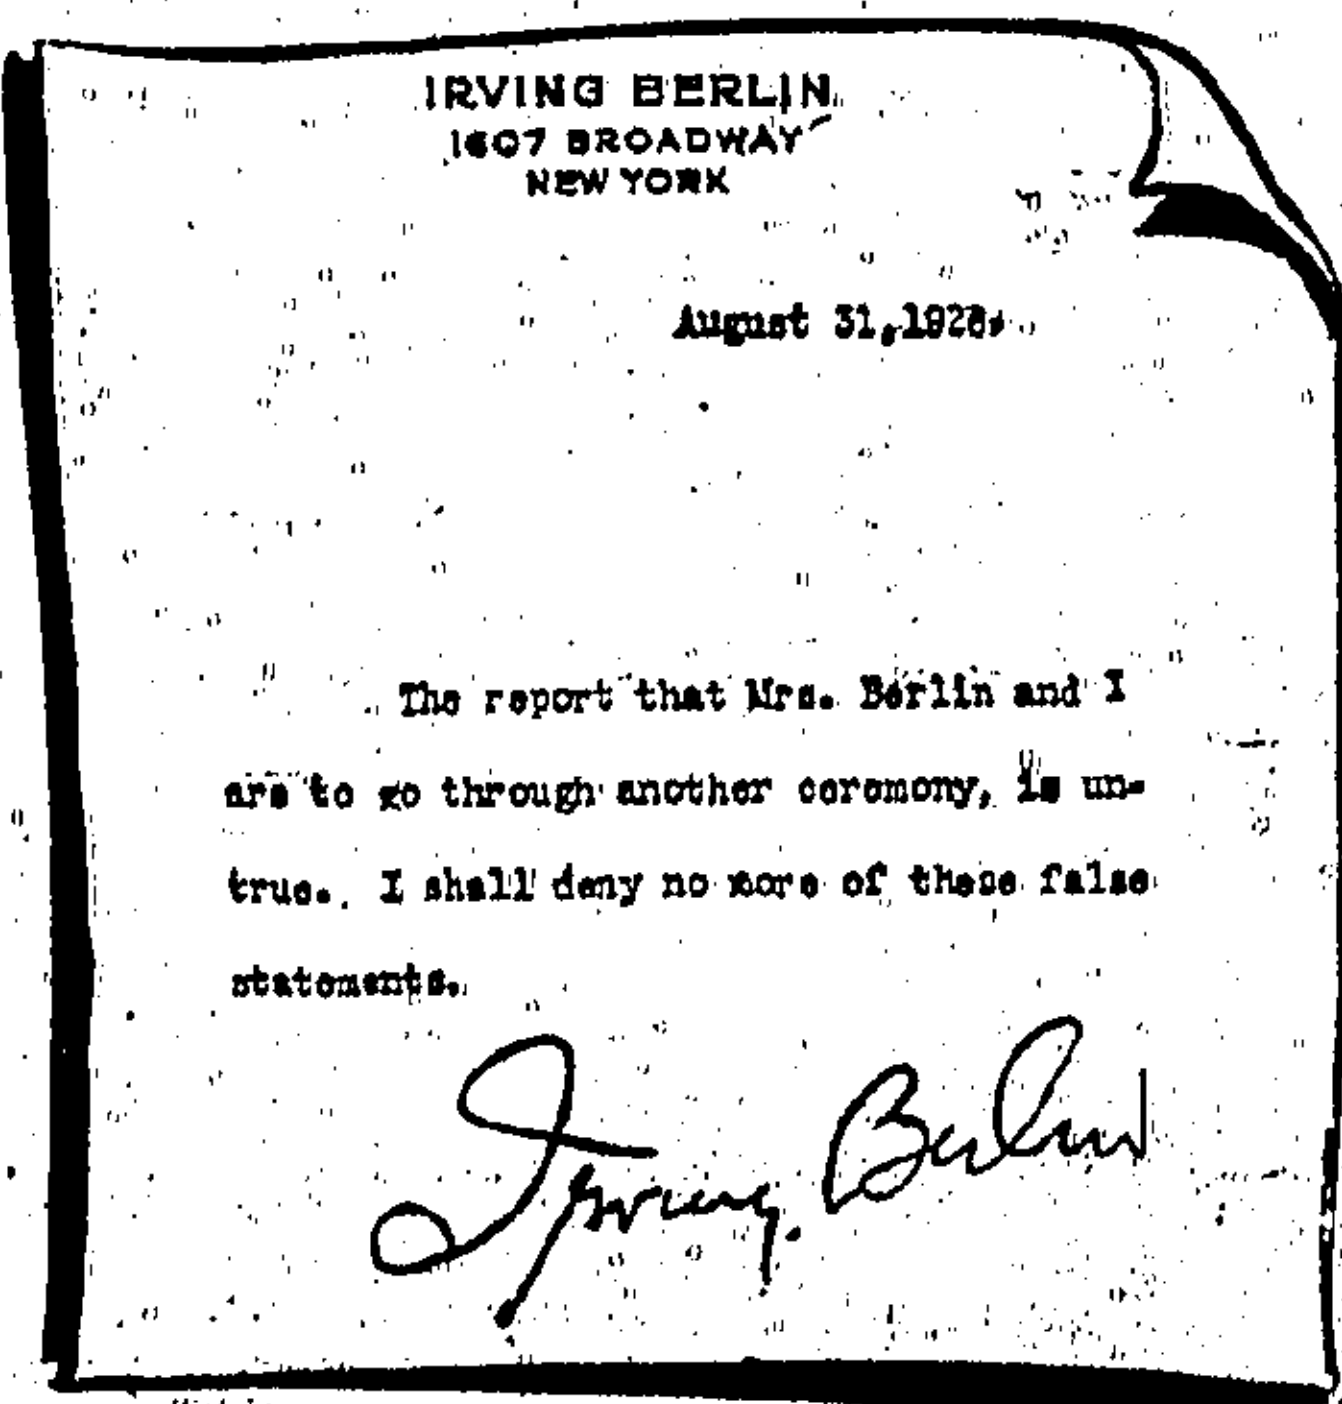 IRVING BERLIN
1607 BROADWAY
NEW YORK
August 31, 1926.
The report that Mrs. Berlin and I
are to go through another ceremony, is un-
true. I shall deny no more of these false
statements.
Irving Berlin